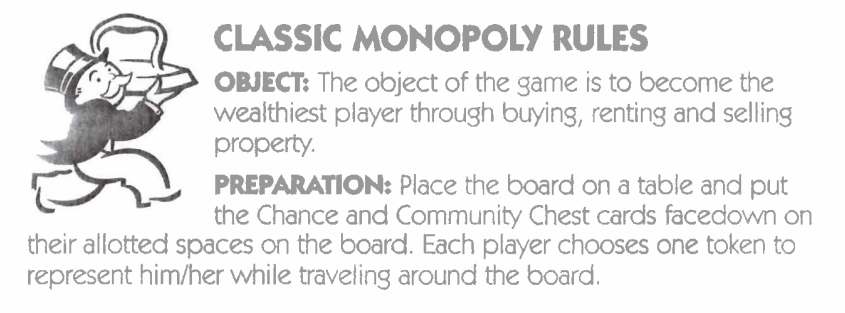 CLASSIC MONOPOLY RULES
OBJECT: The object of the game is to become the
wealthiest player through buying, renting and selling
property.
PREPARATION: Place the board on a table and put
the Chance and Community Chest cards facedown on
their allotted spaces on the board. Each player chooses one token to
represent him/her while traveling around the board.